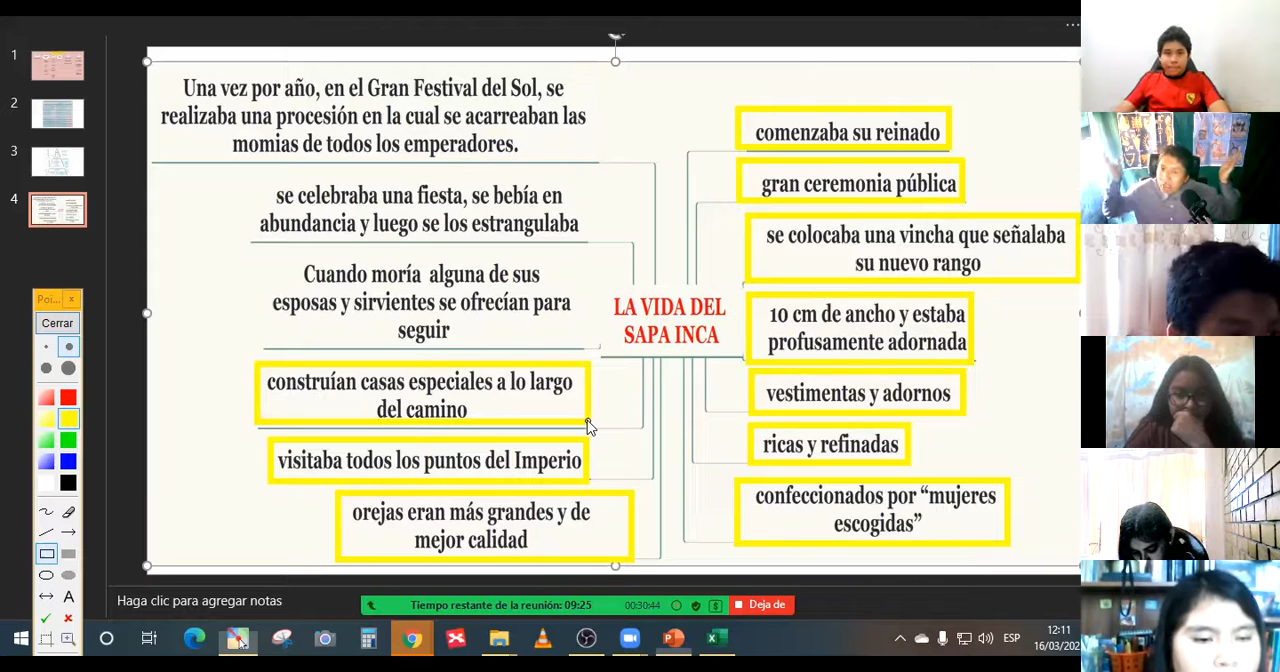 1
2
3
4
Una vez por año, en el Gran Festival del Sol, se
realizaba una procesión en la cual se acarreaban las
momias de todos los emperadores.
se celebraba una fiesta, se bebía en
abundancia y luego se los estrangulaba
Cuando moría alguna de sus
esposas y sirvientes se ofrecían para
seguir
construían casas especiales a lo largo
del camino
visitaba todos los puntos del Imperio
orejas eran más grandes y de
mejor calidad
LA VIDA DEL
SAPA INCA
comenzaba su reinado
gran ceremonia pública
se colocaba una vincha que señalaba
su nuevo rango
10 cm de ancho y estaba
profusamente adornada
vestimentas y adornos
ricas y refinadas
confeccionados por “mujeres
escogidas”
Poi... x
Cerrar
A
Haga clic para agregar notas
Tiempo restante de la reunión: 09:25
00:30:44
Deja de
ESP
12:11
16/03/202